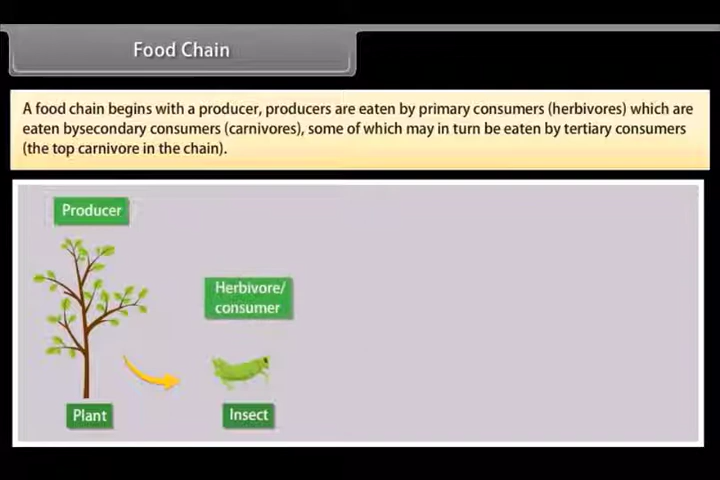 Food Chain
A food chain begins with a producer, producers are eaten by primary consumers (herbivores) which are
eaten bysecondary consumers (carnivores), some of which may in turn be eaten by tertiary consumers
(the top carnivore in the chain).
Producer
Herbivore/
consumer
Plant
Insect